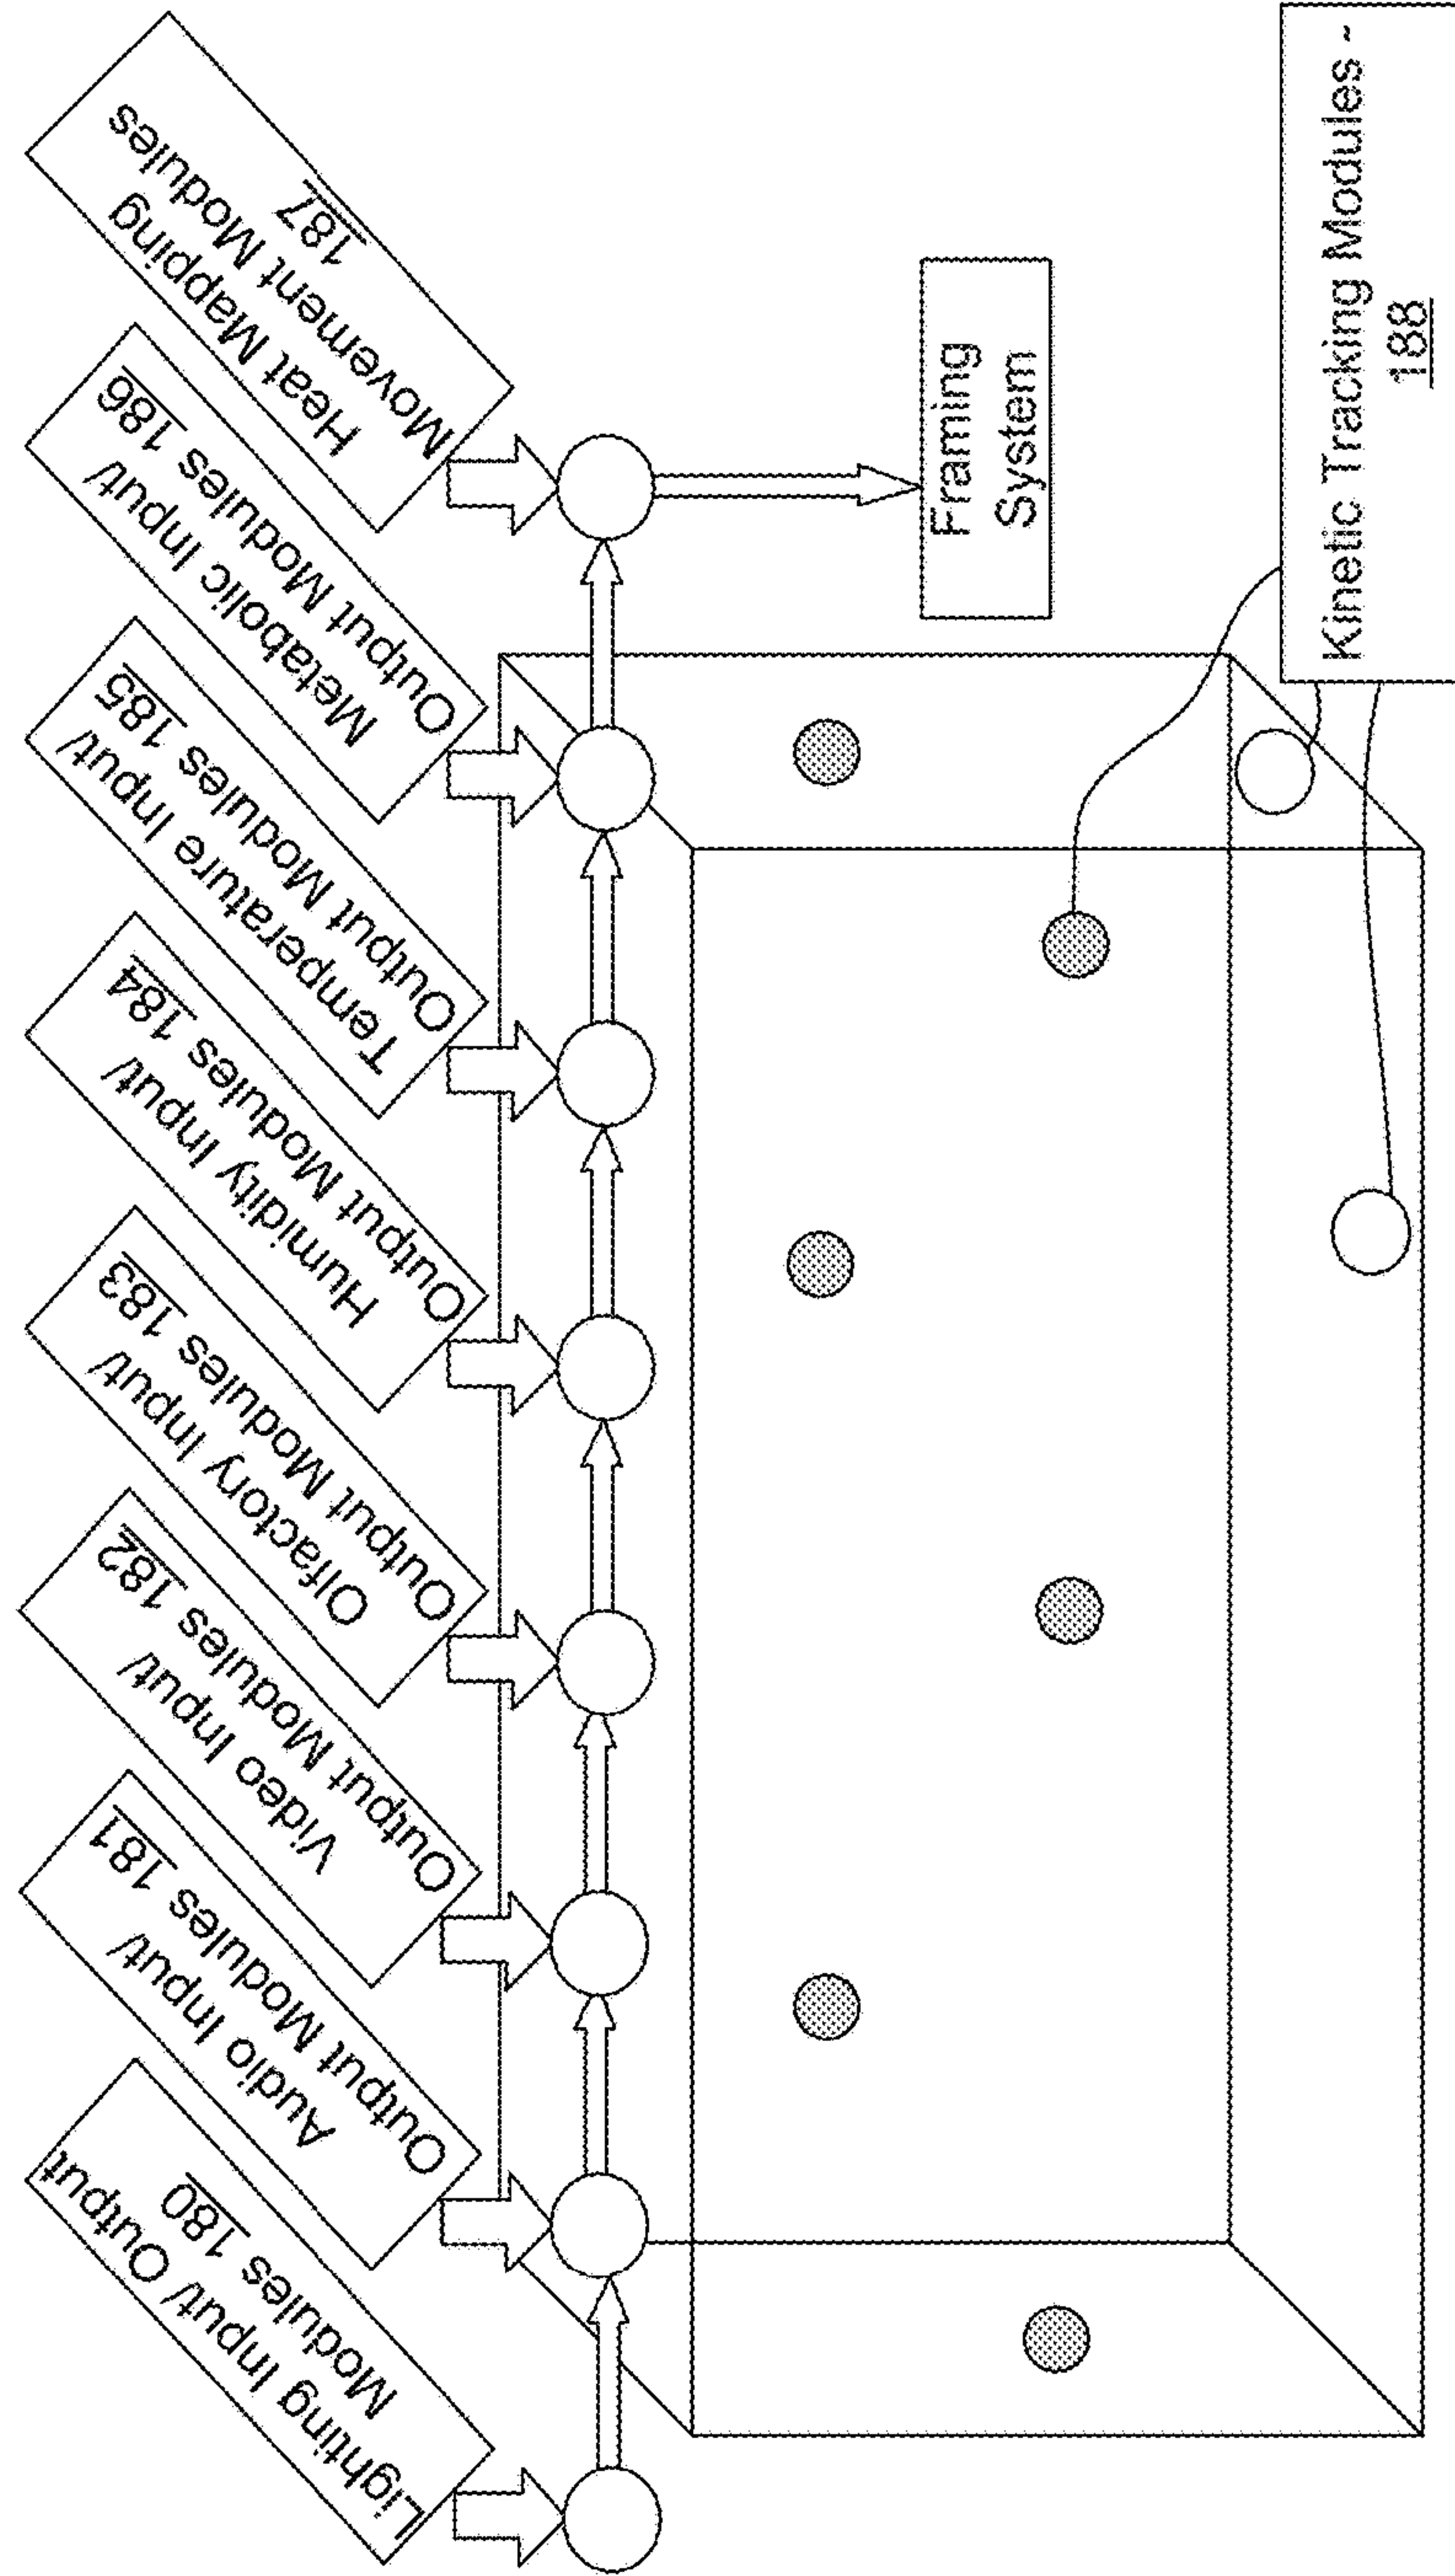 Lighting Input/ Output
Modules 180
Audio Input/
Output Modules 181
Video Input/
Output Modules 182
Olfactory Input/
Output Modules 183
Humidity Input/
Output Modules 184
Temperature Input/
Output Modules 185
Metabolic Input/
Output Modules 186
Heat Mapping
Movement Modules
187
Framing
System
Kinetic Tracking Modules -
188